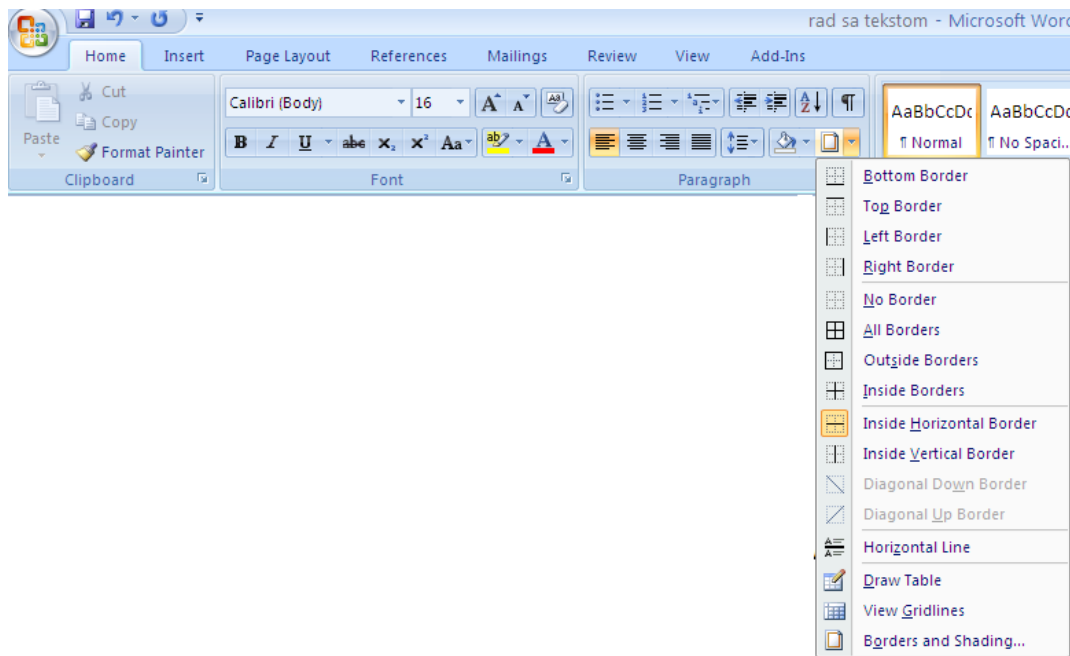 rad sa tekstom - Microsoft Word
Home Insert Page Layout References Mailings Review View Add-Ins
Cut
Copy
Paste
Format Painter
Clipboard
Calibri (Body) 16
Font
Paragraph
AaBbCcDc AaBbCcDc
¶ Normal ¶ No Spaci...
Bottom Border
Top Border
Left Border
Right Border
No Border
All Borders
Outside Borders
Inside Borders
Inside Horizontal Border
Inside Vertical Border
Diagonal Down Border
Diagonal Up Border
Horizontal Line
Draw Table
View Gridlines
Borders and Shading...